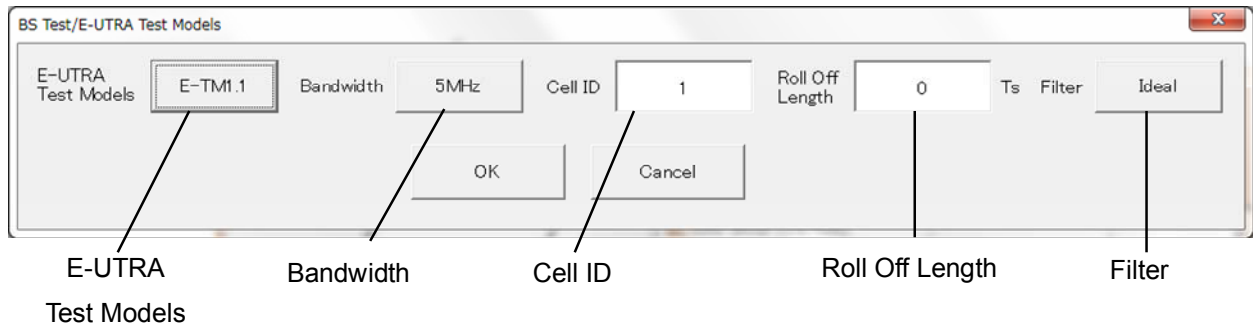 BS Test/E-UTRA Test Models
x
E-UTRA
Test Models
E-TM1.1
Bandwidth
5MHz
Cell ID
1
Roll Off
Length
0
Ts
Filter
Ideal
OK
Cancel
E-UTRA
Test Models
Bandwidth
Cell ID
Roll Off Length
Filter